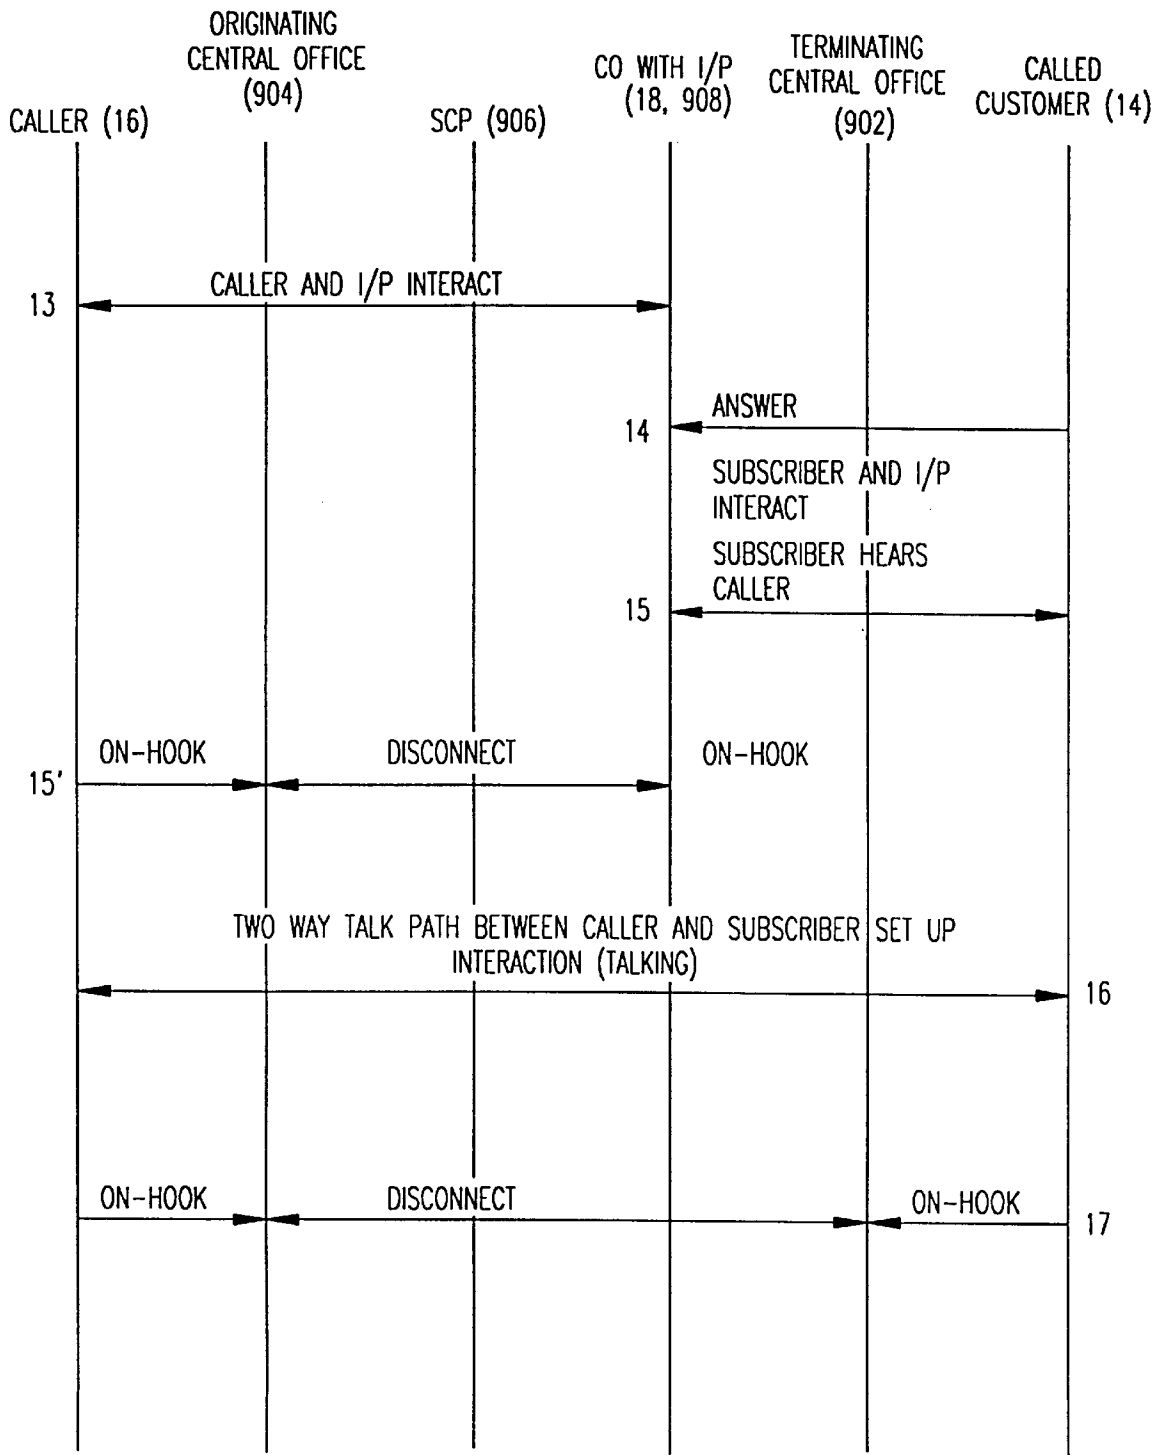 ORIGINATING
CENTRAL OFFICE
(904)
CALLER (16)
SCP (906)
CO WITH I/P
(18, 908)
TERMINATING
CENTRAL OFFICE
(902)
CALLED
CUSTOMER (14)
CALLER AND I/P INTERACT
13
ANSWER
14
SUBSCRIBER AND I/P
INTERACT
SUBSCRIBER HEARS
CALLER
15
ON-HOOK DISCONNECT ON-HOOK
15'
TWO WAY TALK PATH BETWEEN CALLER AND SUBSCRIBER SET UP
INTERACTION (TALKING)
16
ON-HOOK DISCONNECT ON-HOOK
17